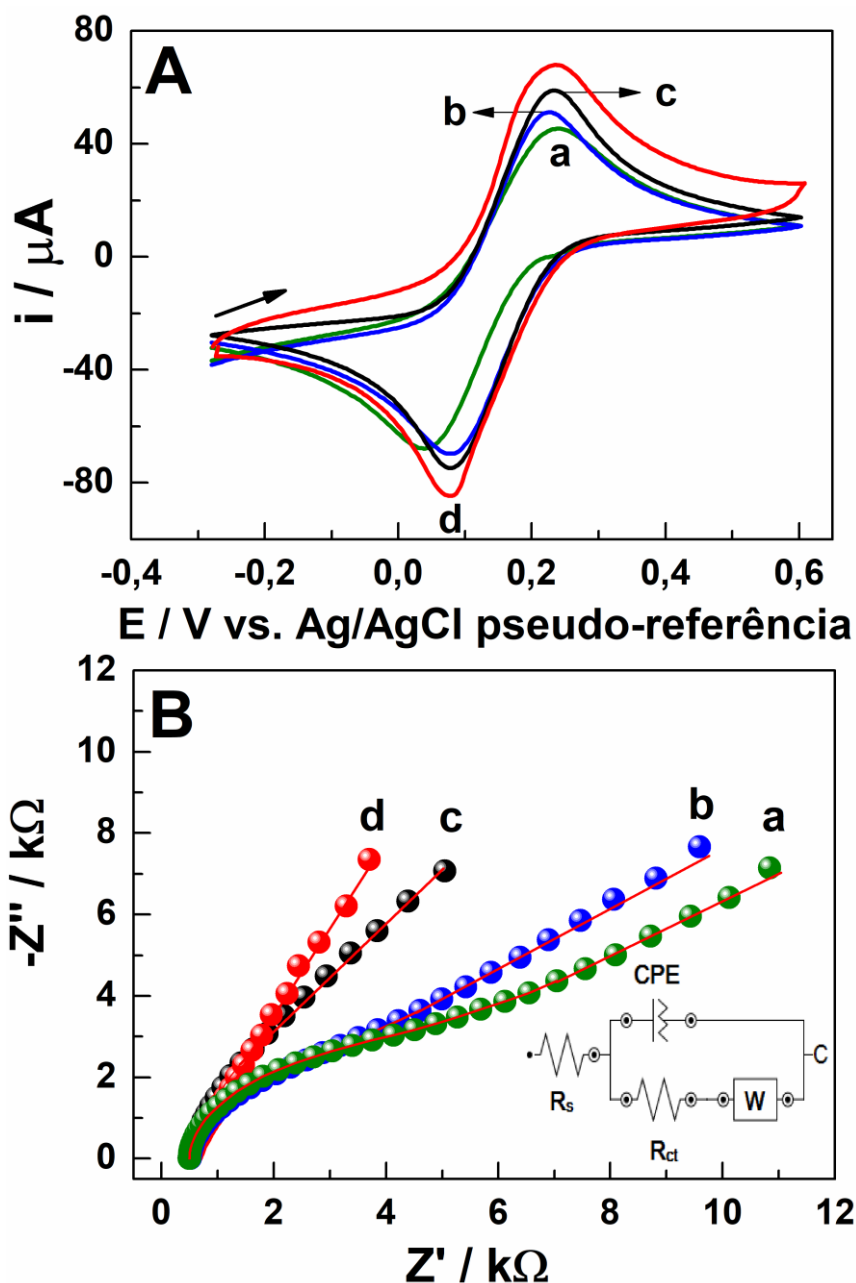 A
80
40
0
-40
-80
i / μA
b
c
a
d
-0,4 -0,2 0,0 0,2 0,4 0,6
E / V vs. Ag/AgCl pseudo-referência
B
12
10
8
6
4
2
0
-Z'' / kΩ
d c b a
CPE
C
Rs
W
Rct
0 2 4 6 8 10 12
Z' / kΩ